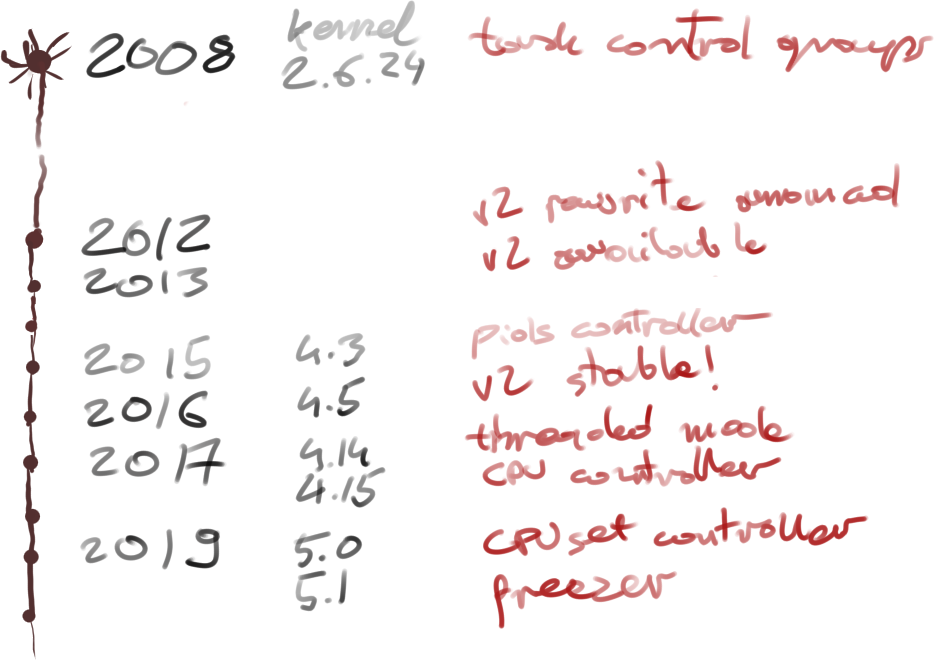 2008 kernel 2.6.24 task control groups
2012 v2 rewrite announced
2013 v2 available
2015 4.3 pids controller
2016 4.5 v2 stable!
2017 4.14 threaded mode
4.15 CPU controller
2019 5.0 CPUset controller
5.1 freezer